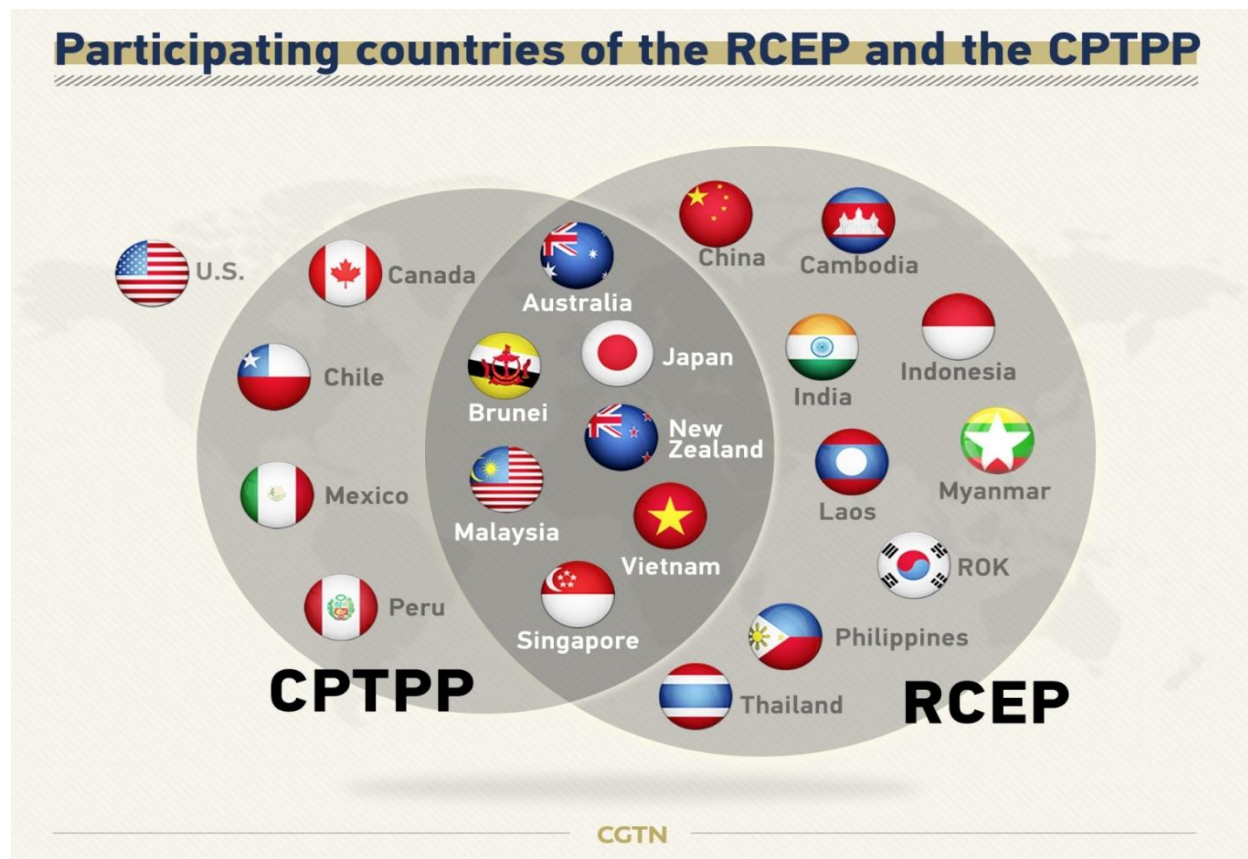 Participating countries of the RCEP and the CPTPP
U.S.
Canada
Chile
Mexico
Peru
CPTPP
Australia
Japan
Brunei
New
Zealand
Malaysia
Vietnam
Singapore
China
Cambodia
India
Indonesia
Laos
Myanmar
ROK
Philippines
Thailand
RCEP
CGTN